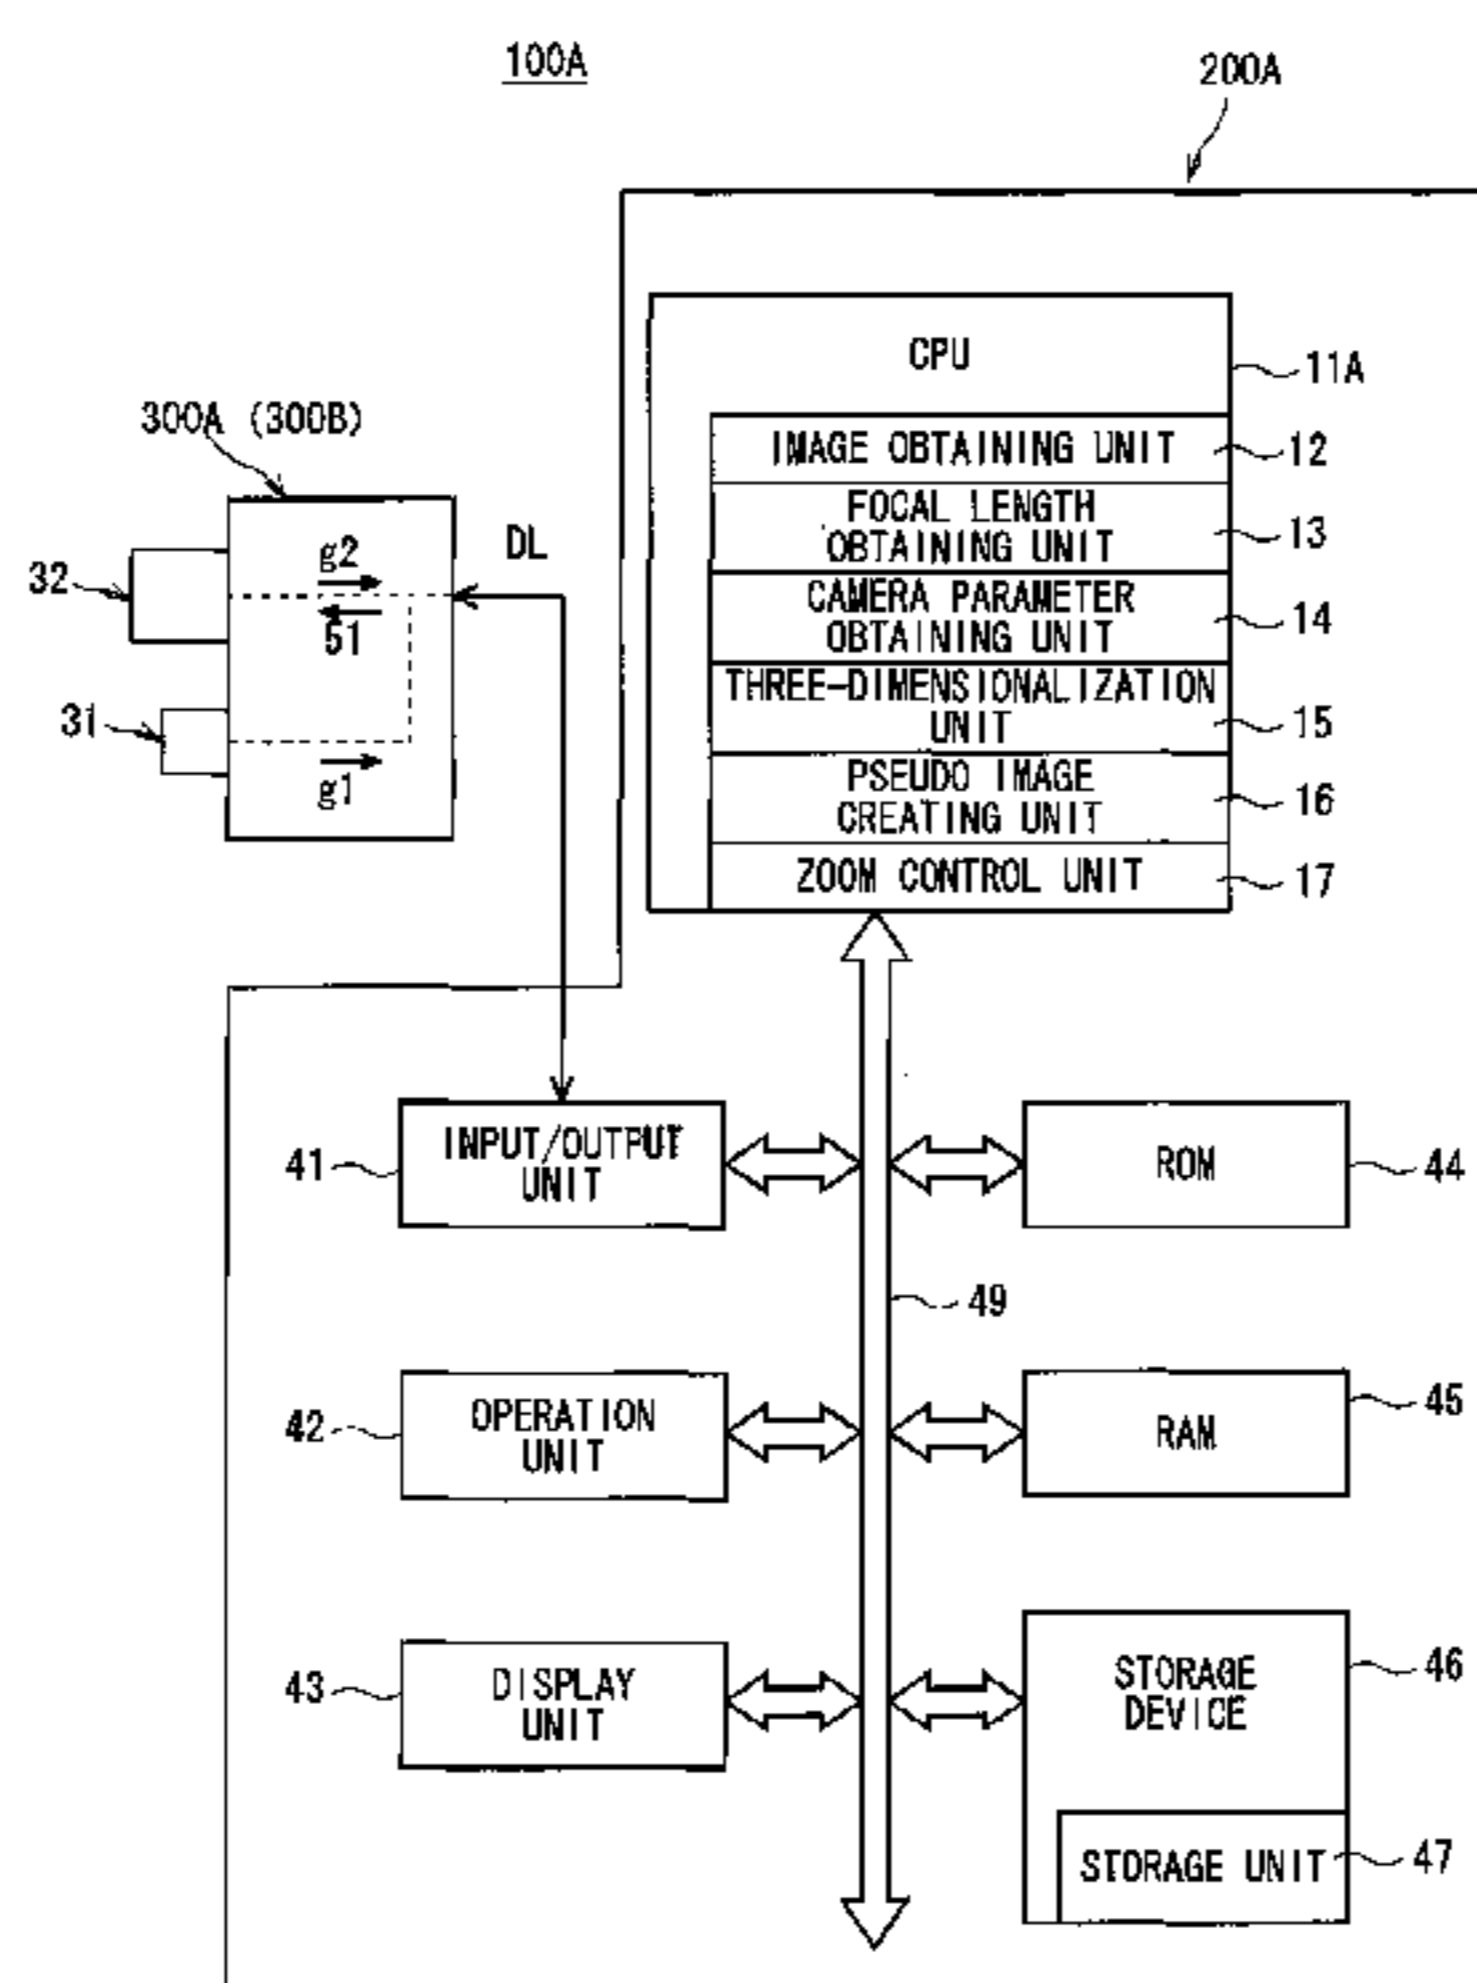 100A
200A
CPU
11A
300A (300B)
IMAGE OBTAINING UNIT
12
FOCAL LENGTH
OBTAINING UNIT
13
DL
g2
32
CAMERA PARAMETER
OBTAINING UNIT
14
51
THREE-DIMENSIONALIZATION
UNIT
15
31
g1
PSEUDO IMAGE
CREATING UNIT
16
ZOOM CONTROL UNIT
17
41
INPUT/OUTPUT
UNIT
ROM
44
49
42
OPERATION
UNIT
RAM
45
43
DISPLAY
UNIT
STORAGE
DEVICE
46
STORAGE UNIT
47